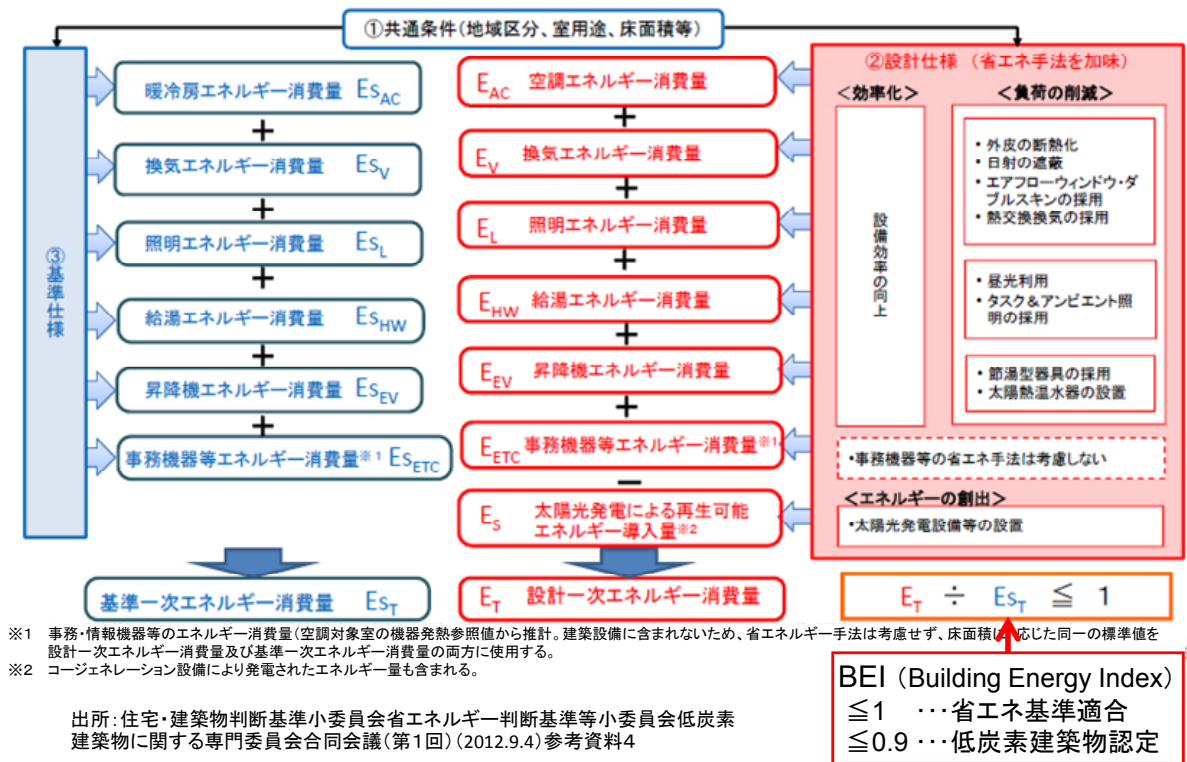 ①共通条件(地域区分、室用途、床面積等)
③基準仕様
暖冷房エネルギー消費量 EsAC
+
換気エネルギー消費量 EsV
+
照明エネルギー消費量 EsL
+
給湯エネルギー消費量 EsHW
+
昇降機エネルギー消費量 EsEV
+
事務機器等エネルギー消費量※1 EsETC
基準一次エネルギー消費量 EsT
EAC 空調エネルギー消費量
+
EV 換気エネルギー消費量
+
EL 照明エネルギー消費量
+
EHW 給湯エネルギー消費量
+
EEV 昇降機エネルギー消費量
+
EETC 事務機器等エネルギー消費量※1
−
ES 太陽光発電による再生可能
エネルギー導入量※2
ET 設計一次エネルギー消費量
②設計仕様 (省エネ手法を加味)
<効率化>
設備効率の向上
<負荷の削減>
・外皮の断熱化
・日射の遮蔽
・エアフローウィンドウ・ダ
ブルスキンの採用
・熱交換換気の採用
・昼光利用
・タスク&アンビエント照
明の採用
・節湯型器具の採用
・太陽熱温水器の設置
・事務機器等の省エネ手法は考慮しない
<エネルギーの創出>
・太陽光発電設備等の設置
ET ÷ EsT ≦ 1
※1 事務・情報機器等のエネルギー消費量(空調対象室の機器発熱参照値から推計。建築設備に含まれないため、省エネルギー手法は考慮せず、床面積 応じた同一の標準値を
設計一次エネルギー消費量及び基準一次エネルギー消費量の両方に使用する。
※2 コージェネレーション設備により発電されたエネルギー量も含まれる。
BEI (Building Energy Index)
≦1 …省エネ基準適合
≦0.9 …低炭素建築物認定
出所:住宅・建築物判断基準小委員会省エネルギー判断基準等小委員会低炭素
建築物に関する専門委員会合同会議(第1回)(2012.9.4)参考資料4